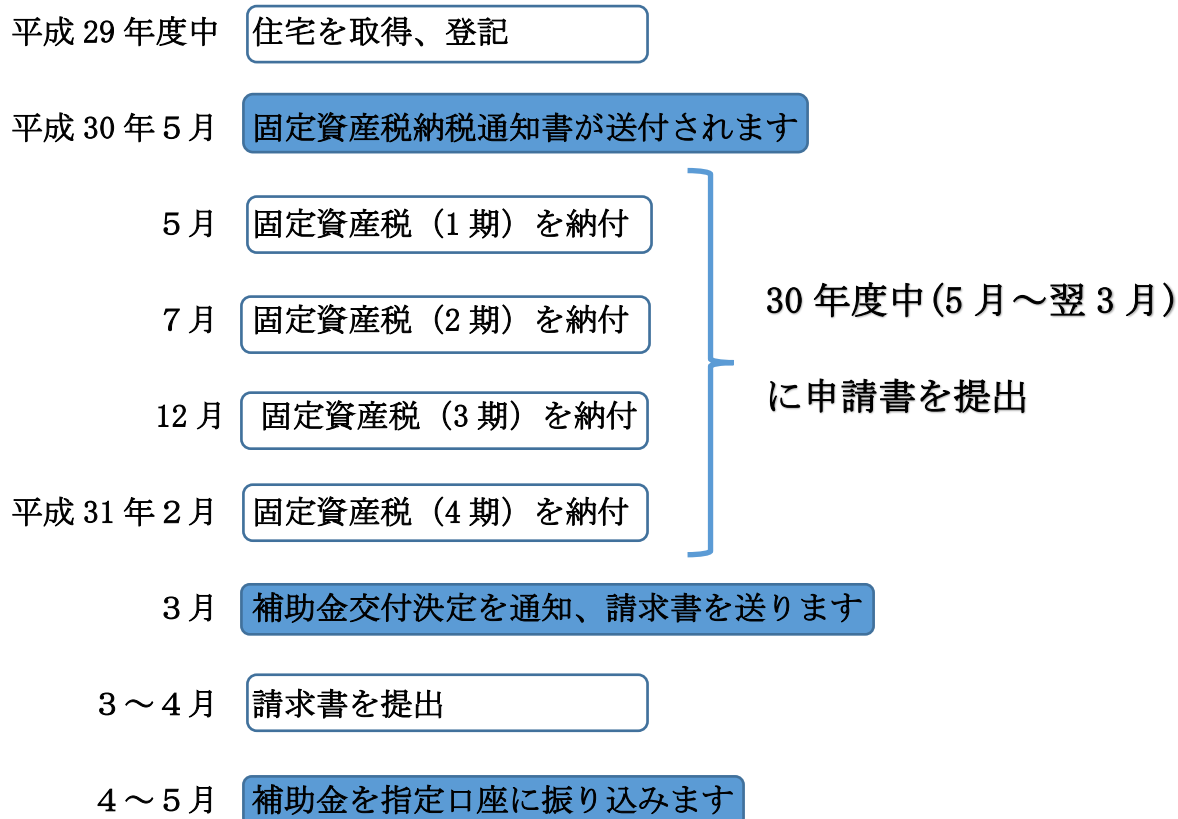 平成 29 年度中 住宅を取得、登記
平成 30 年５月 固定資産税納税通知書が送付されます
５月 固定資産税（1 期）を納付
７月 固定資産税（2 期）を納付
30 年度中(5 月～翌 3 月)
に申請書を提出
12 月 固定資産税（3 期）を納付
平成 31 年２月 固定資産税（4 期）を納付
３月 補助金交付決定を通知、請求書を送ります
３～４月 請求書を提出
４～５月 補助金を指定口座に振り込みます